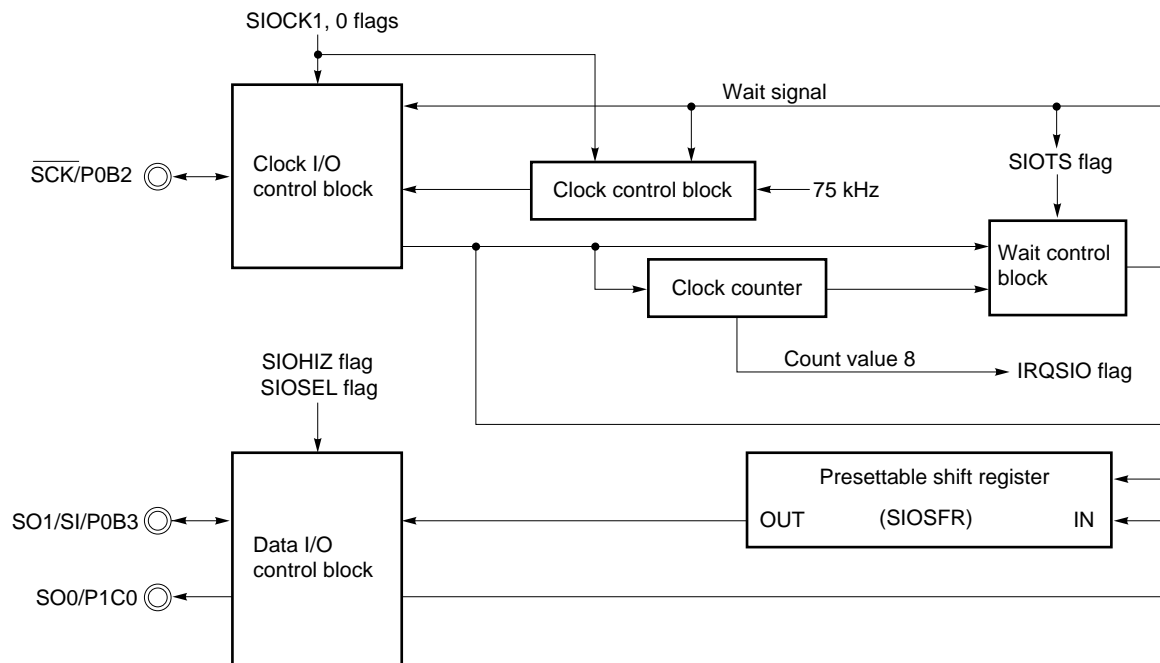 SIOCK1, 0 flags
Wait signal
Clock I/O
control block
SCK/P0B2
Clock control block
75 kHz
SIOTS flag
Wait control
block
Clock counter
Count value 8
IRQSIO flag
SIOHIZ flag
SIOSEL flag
Presettable shift register
(SIOSFR)
OUT
IN
SO1/SI/P0B3
Data I/O
control block
SO0/P1C0